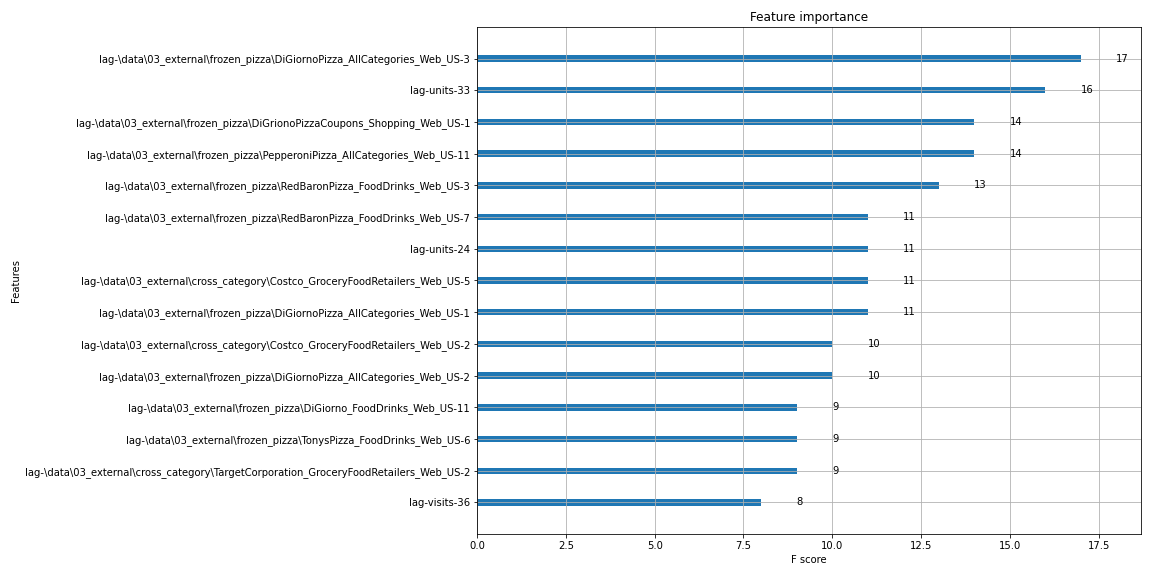 Feature importance
lag-\data\03_external\frozen_pizza\DiGiornoPizza_AllCategories_Web_US-3 17
lag-units-33 16
lag-\data\03_external\frozen_pizza\DiGrionoPizzaCoupons_Shopping_Web_US-1 14
lag-\data\03_external\frozen_pizza\PepperoniPizza_AllCategories_Web_US-11 14
lag-\data\03_external\frozen_pizza\RedBaronPizza_FoodDrinks_Web_US-3 13
lag-\data\03_external\frozen_pizza\RedBaronPizza_FoodDrinks_Web_US-7 11
lag-units-24 11
lag-\data\03_external\cross_category\Costco_GroceryFoodRetailers_Web_US-5 11
lag-\data\03_external\frozen_pizza\DiGiornoPizza_AllCategories_Web_US-1 11
lag-\data\03_external\cross_category\Costco_GroceryFoodRetailers_Web_US-2 10
lag-\data\03_external\frozen_pizza\DiGiornoPizza_AllCategories_Web_US-2 10
lag-\data\03_external\frozen_pizza\DiGiorno_FoodDrinks_Web_US-11 9
lag-\data\03_external\frozen_pizza\TonysPizza_FoodDrinks_Web_US-6 9
lag-\data\03_external\cross_category\TargetCorporation_GroceryFoodRetailers_Web_US-2 9
lag-visits-36 8
Features
0.0 2.5 5.0 7.5 10.0 12.5 15.0 17.5
F score